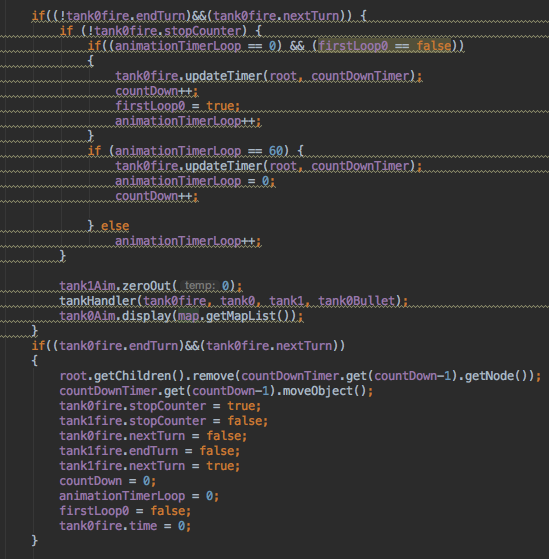 if((!tank0fire.endTurn)&&(tank0fire.nextTurn)) {
if (!tank0fire.stopCounter) {
if((animationTimerLoop == 0) && (firstLoop0 == false))
{
tank0fire.updateTimer(root, countDownTimer);
countDown++;
firstLoop0 = true;
animationTimerLoop++;
}
if (animationTimerLoop == 60) {
tank0fire.updateTimer(root, countDownTimer);
animationTimerLoop = 0;
countDown++;
} else
animationTimerLoop++;
}
tank1Aim.zeroOut( temp: 0);
tankHandler(tank0fire, tank0, tank1, tank0Bullet);
tank0Aim.display(map.getMapList());
}
if((tank0fire.endTurn)&&(tank0fire.nextTurn))
{
root.getChildren().remove(countDownTimer.get(countDown-1).getNode());
countDownTimer.get(countDown-1).moveObject();
tank0fire.stopCounter = true;
tank1fire.stopCounter = false;
tank0fire.nextTurn = false;
tank1fire.endTurn = false;
tank1fire.nextTurn = true;
countDown = 0;
animationTimerLoop = 0;
firstLoop0 = false;
tank0fire.time = 0;
}